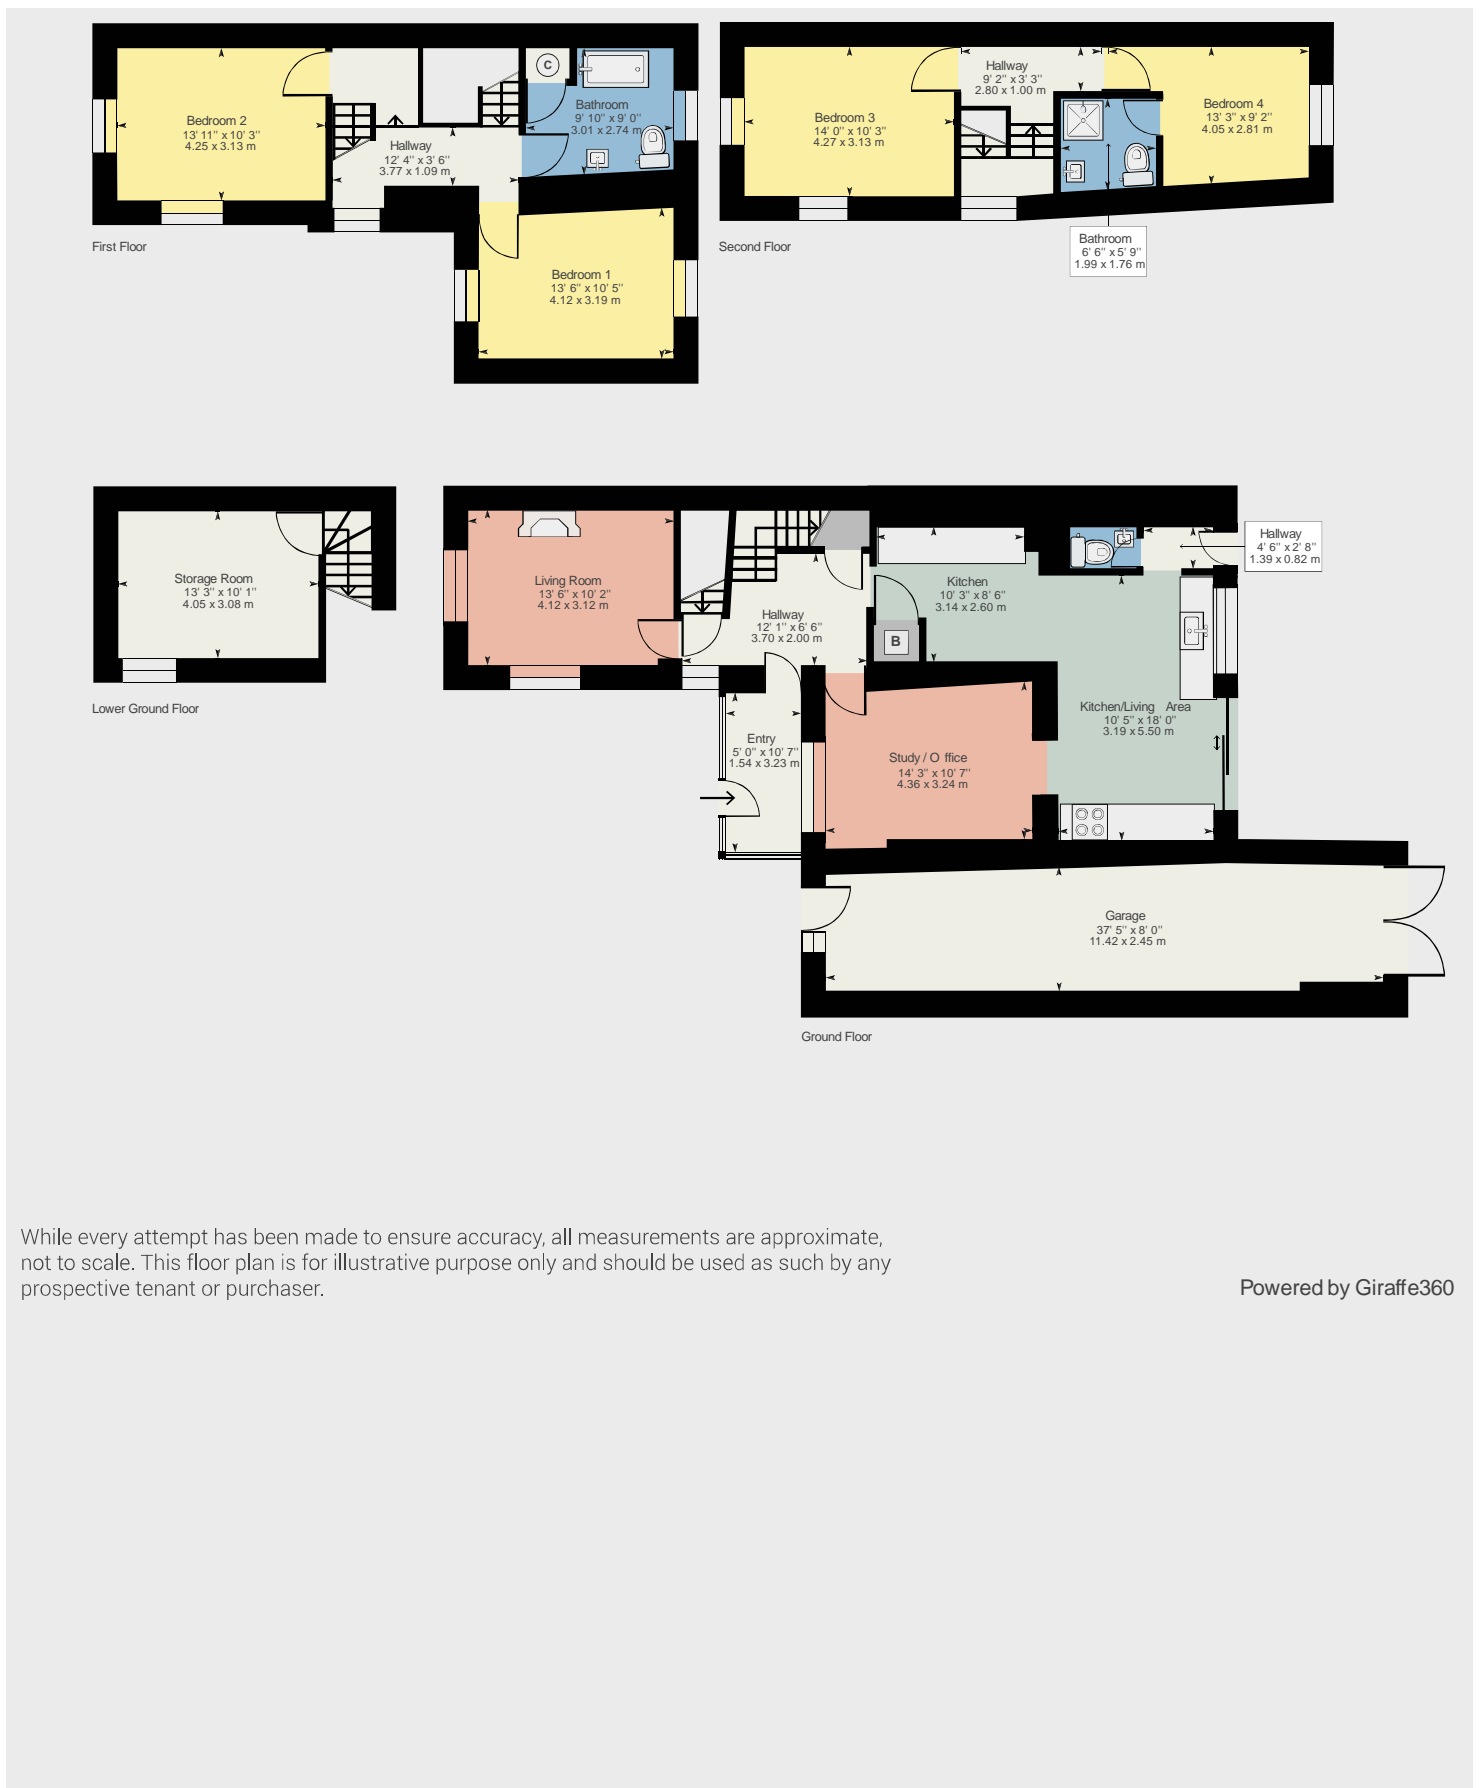 Bedroom 2
13' 11" x 10' 3"
4.25 x 3.13 m
Hallway
12' 4" x 3' 6"
3.77 x 1.09 m
C
Bathroom
9' 10" x 9' 0"
3.01 x 2.74 m
Bedroom 1
13' 6" x 10' 5"
4.12 x 3.19 m
First Floor
Bedroom 3
14' 0" x 10' 3"
4.27 x 3.13 m
Hallway
9' 2" x 3' 3"
2.80 x 1.00 m
Bedroom 4
13' 3" x 9' 2"
4.05 x 2.81 m
Bathroom
6' 6" x 5' 9"
1.99 x 1.76 m
Second Floor
Storage Room
13' 3" x 10' 1"
4.05 x 3.08 m
Lower Ground Floor
Living Room
13' 6" x 10' 2"
4.12 x 3.12 m
Hallway
12' 1" x 6' 6"
3.70 x 2.00 m
Kitchen
10' 3" x 8' 6"
3.14 x 2.60 m
B
Hallway
4' 6" x 2' 8"
1.39 x 0.82 m
Kitchen/Living Area
10' 5" x 18' 0"
3.19 x 5.50 m
Entry
5' 0" x 10' 7"
1.54 x 3.23 m
Study / O ffice
14' 3" x 10' 7"
4.36 x 3.24 m
Garage
37' 5" x 8' 0"
11.42 x 2.45 m
Ground Floor
While every attempt has been made to ensure accuracy, all measurements are approximate,
not to scale. This floor plan is for illustrative purpose only and should be used as such by any
prospective tenant or purchaser.
Powered by Giraffe360